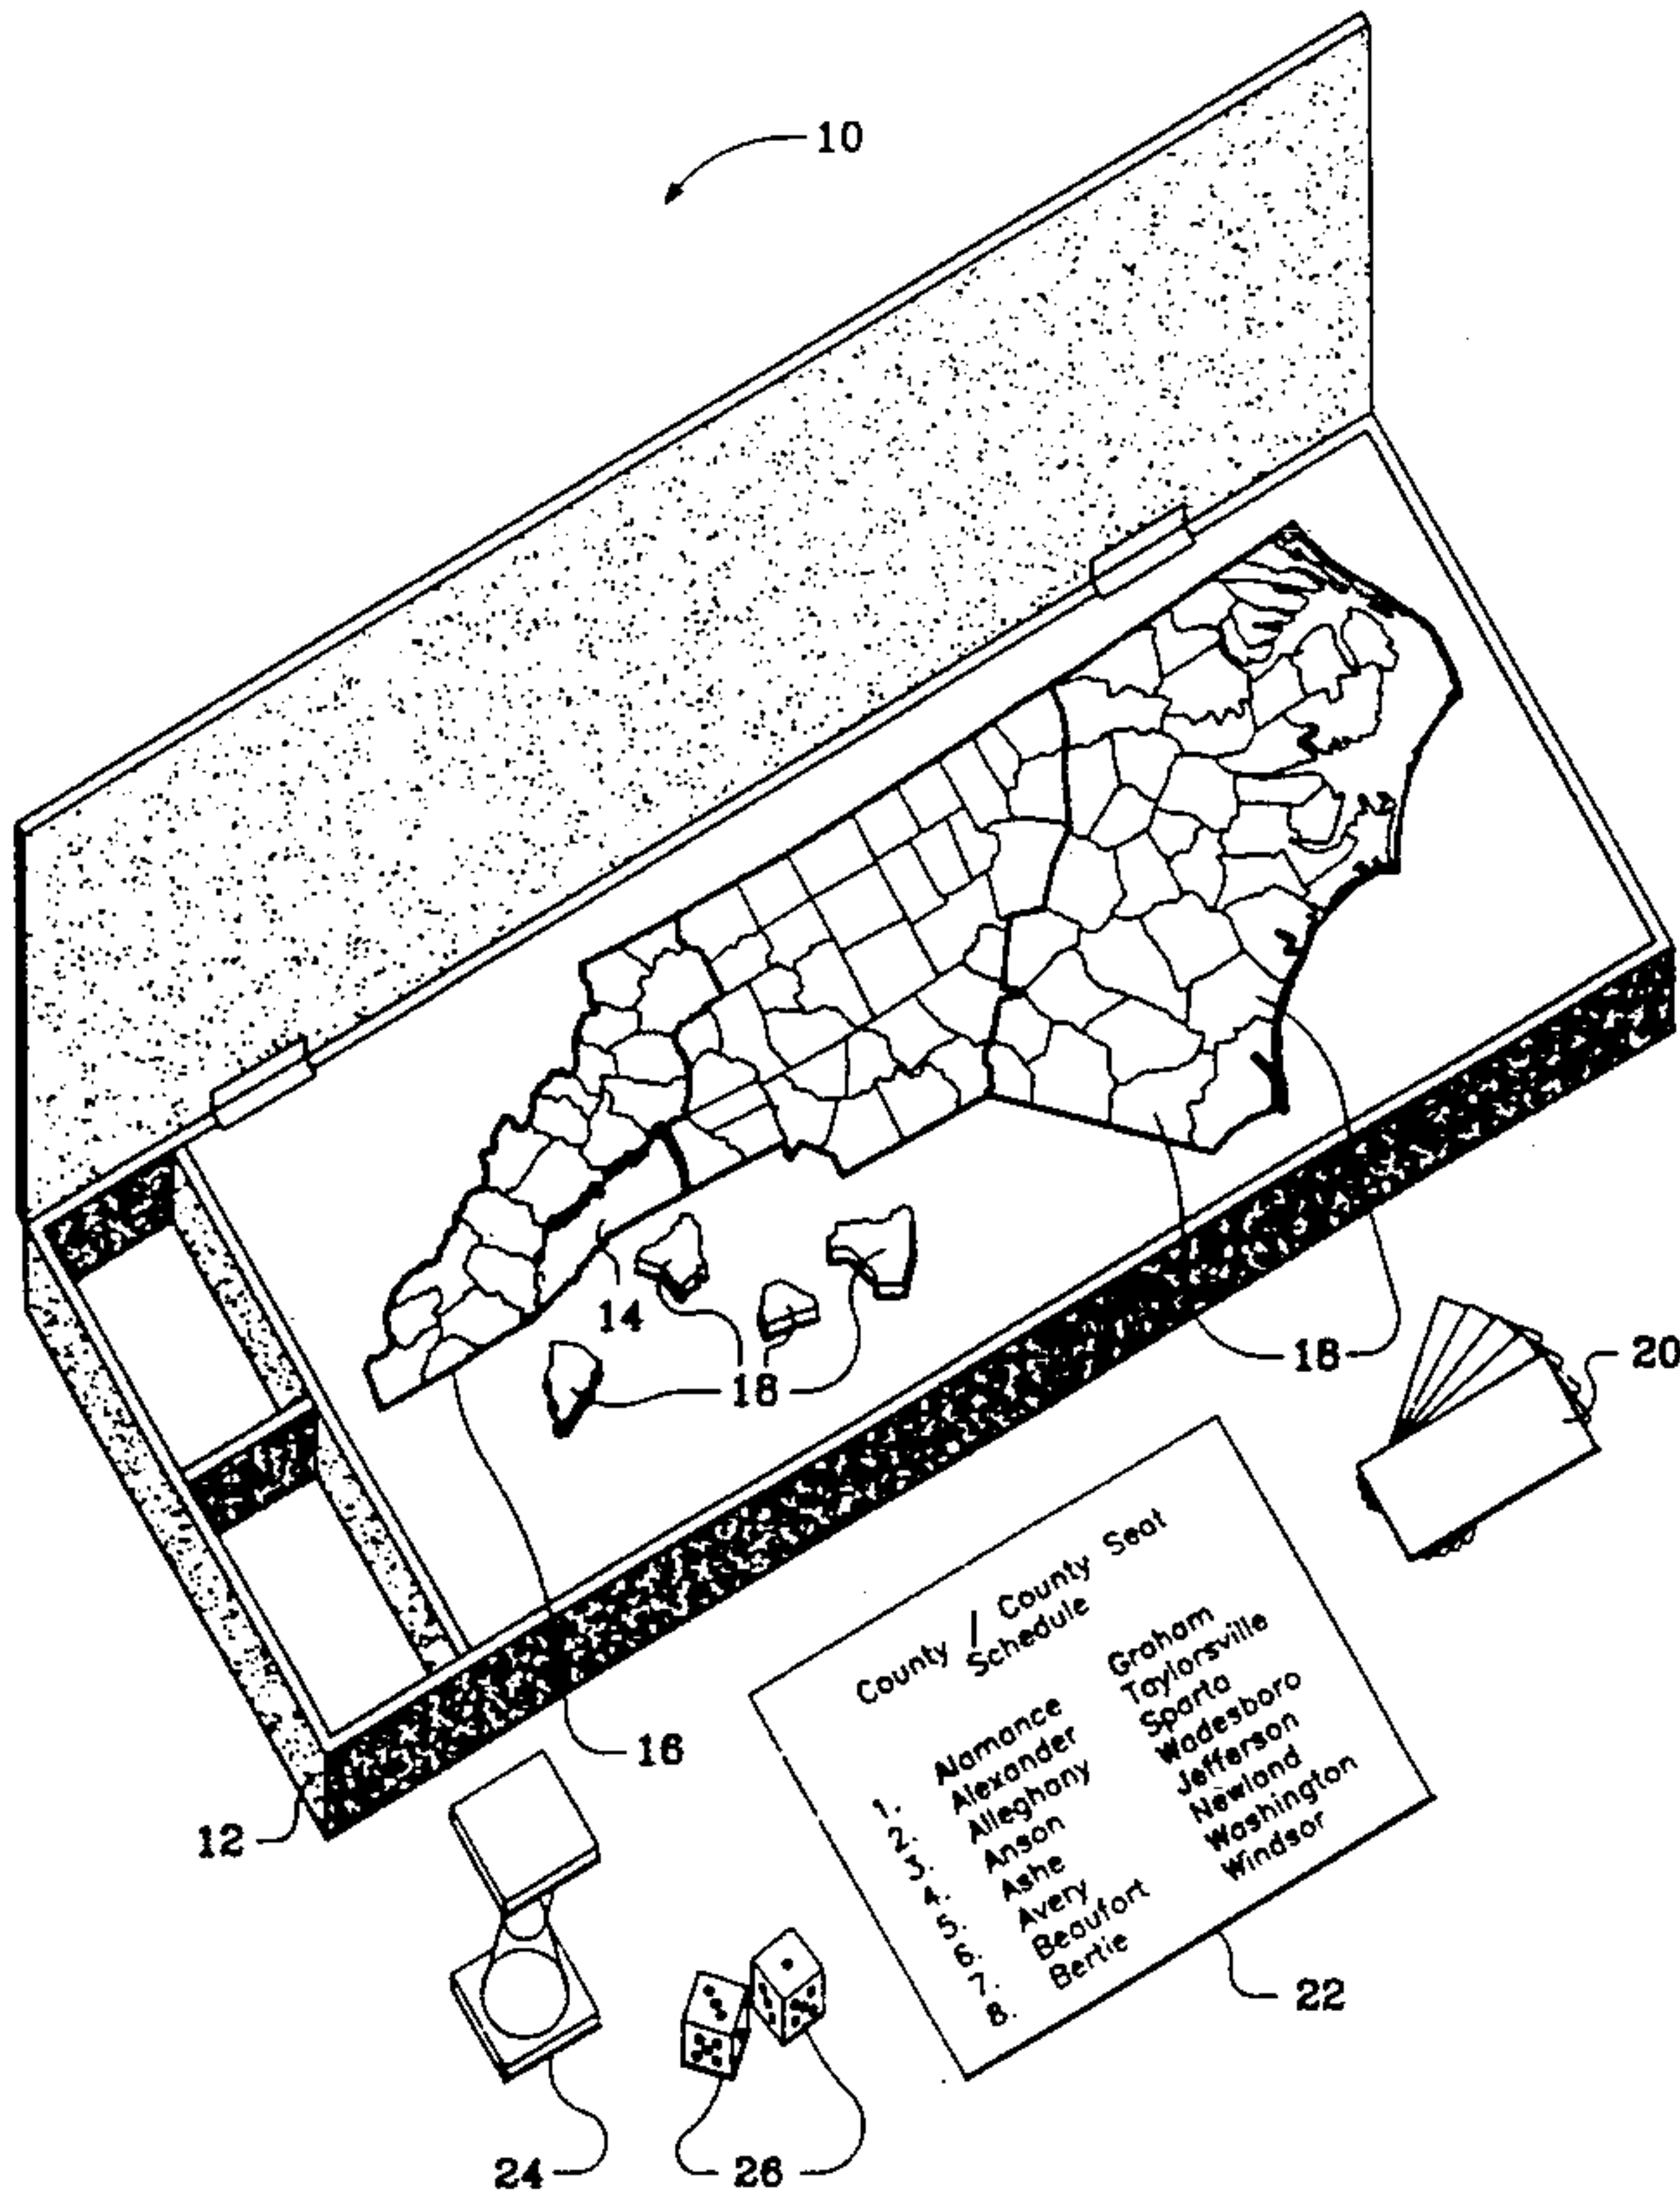 10
14
18
18
20
16
12
County / County Seat
Schedule
1. Alamance Graham
2. Alexander Taylorsville
3. Alleghany Sparta
4. Anson Wadesboro
5. Ashe Jefferson
6. Avery Newland
7. Beaufort Washington
8. Bertie Windsor
22
24
26